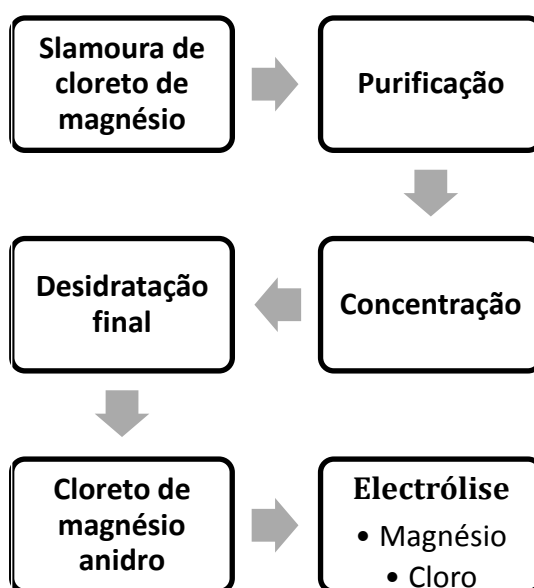 Slamoura de
cloreto de
magnésio
Purificação
Concentração
Desidratação
final
Cloreto de
magnésio
anidro
Electrólise
• Magnésio
• Cloro